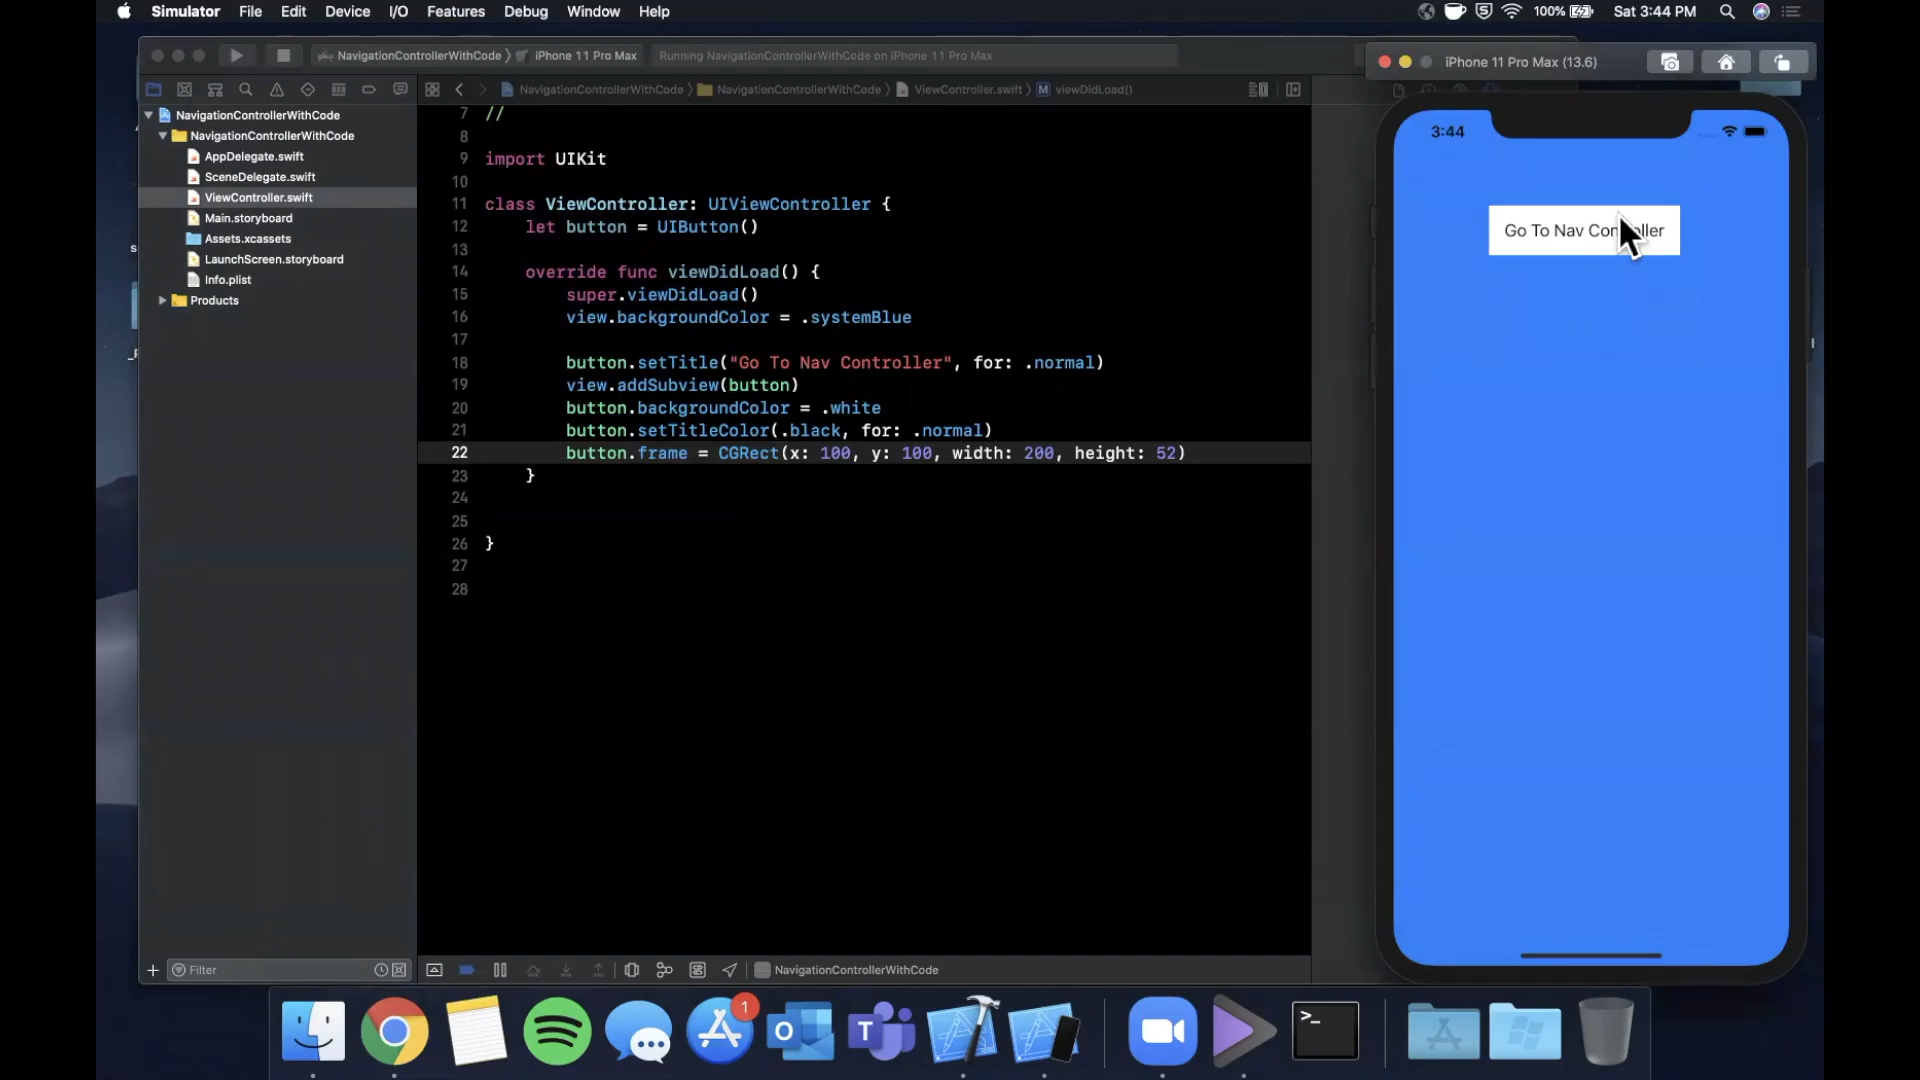 Simulator File Edit Device I/O Features Debug Window Help
100% Sat 3:44 PM
NavigationControllerWithCode iPhone 11 Pro Max
Running NavigationControllerWithCode on iPhone 11 Pro Max
iPhone 11 Pro Max (13.6)
NavigationControllerWithCode NavigationControllerWithCode ViewController.swift M viewDidLoad()
NavigationControllerWithCode
NavigationControllerWithCode
AppDelegate.swift
SceneDelegate.swift
ViewController.swift
Main.storyboard
Assets.xcassets
LaunchScreen.storyboard
Info.plist
Products
Filter
7 //
8
9 import UIKit
10
11 class ViewController: UIViewController {
12 let button = UIButton()
13
14 override func viewDidLoad() {
15 super.viewDidLoad()
16 view.backgroundColor = .systemBlue
17
18 button.setTitle("Go To Nav Controller", for: .normal)
19 view.addSubview(button)
20 button.backgroundColor = .white
21 button.setTitleColor(.black, for: .normal)
22 button.frame = CGRect(x: 100, y: 100, width: 200, height: 52)
23 }
24
25
26 }
27
28
NavigationControllerWithCode
3:44
Go To Nav Controller
1